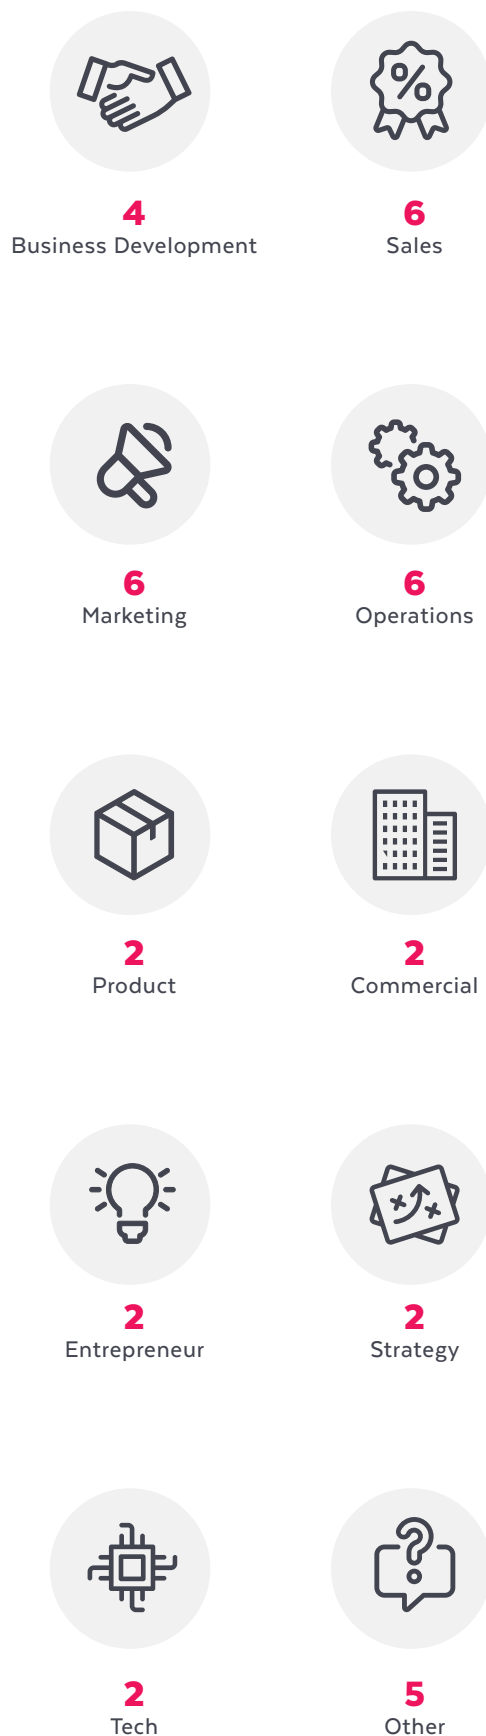 4
Business Development
6
Sales
6
Marketing
6
Operations
2
Product
2
Commercial
2
Entrepreneur
2
Strategy
2
Tech
5
Other